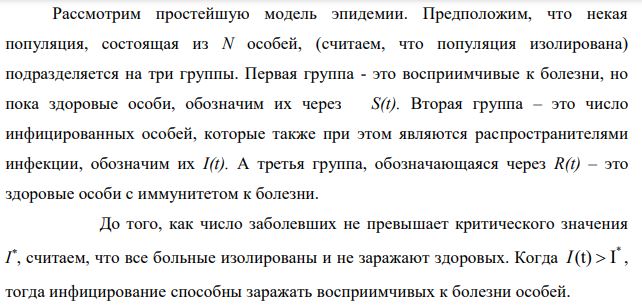 Рассмотрим простейшую модель эпидемии. Предположим, что некая
популяция, состоящая из N особей, (считаем, что популяция изолирована)
подразделяется на три группы. Первая группа - это восприимчивые к болезни, но
пока здоровые особи, обозначим их через S(t). Вторая группа – это число
инфицированных особей, которые также при этом являются распространителями
инфекции, обозначим их I(t). А третья группа, обозначающаяся через R(t) – это
здоровые особи с иммунитетом к болезни.
До того, как число заболевших не превышает критического значения
I*, считаем, что все больные изолированы и не заражают здоровых. Когда I(t) > I*,
тогда инфицирование способны заражать восприимчивых к болезни особей.